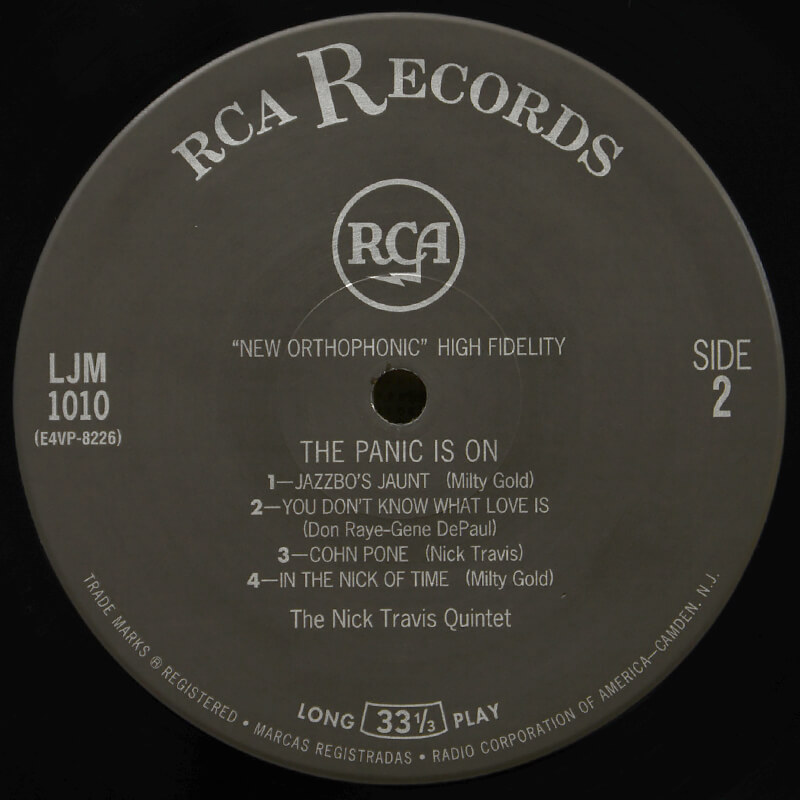 RCA RECORDS
RCA
"NEW ORTHOPHONIC" HIGH FIDELITY
LJM
1010
(E4VP-8226)
SIDE
2
THE PANIC IS ON
1—JAZZBO'S JAUNT (Milty Gold)
2—YOU DON'T KNOW WHAT LOVE IS
(Don Raye-Gene DePaul)
3—COHN PONE (Nick Travis)
4—IN THE NICK OF TIME (Milty Gold)
The Nick Travis Quintet
LONG 33⅓ PLAY
TRADE MARKS ® REGISTERED • MARCAS REGISTRADAS • RADIO CORPORATION OF AMERICA—CAMDEN, N.J.